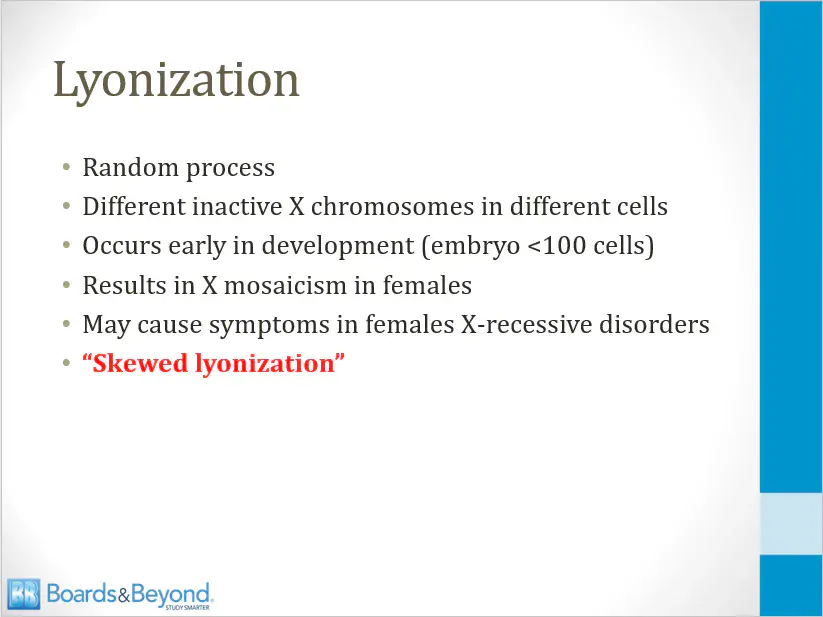 Lyonization
• Random process
• Different inactive X chromosomes in different cells
• Occurs early in development (embryo <100 cells)
• Results in X mosaicism in females
• May cause symptoms in females X-recessive disorders
• “Skewed lyonization”
BB Boards&Beyond.
STUDY SMARTER